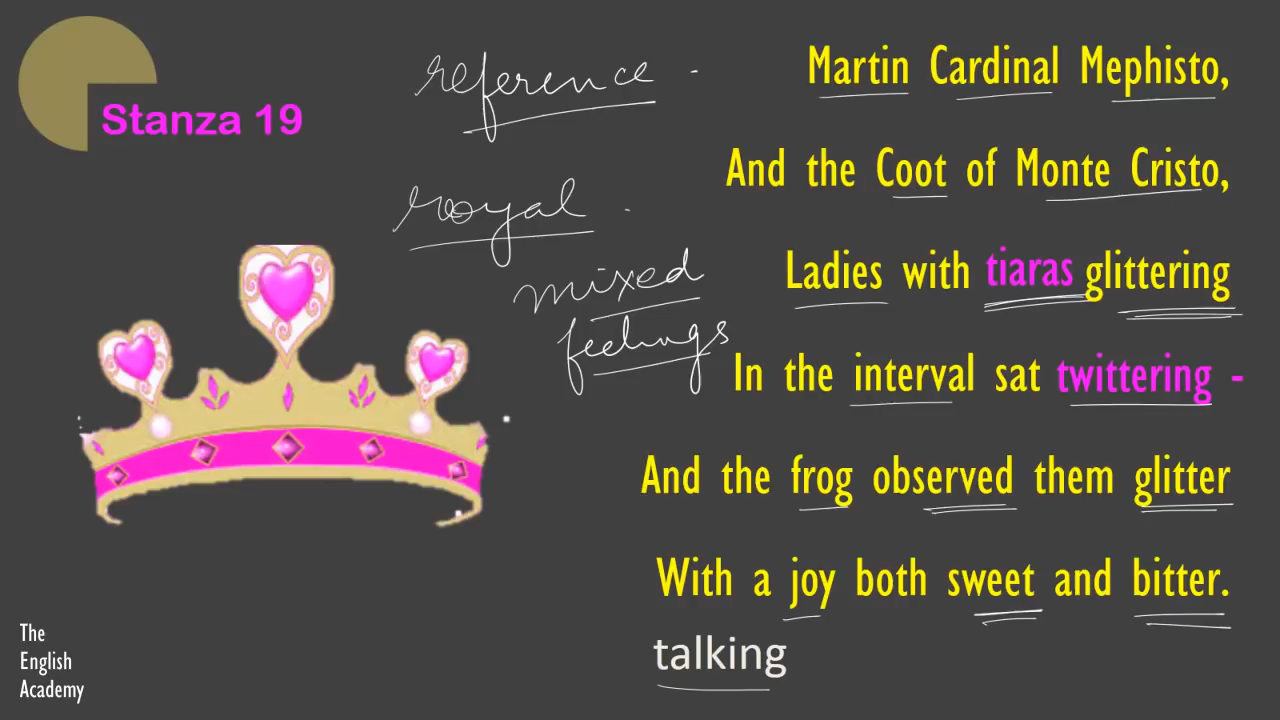 Stanza 19
reference
royal
mixed
feelings
Martin Cardinal Mephisto,
And the Coot of Monte Cristo,
Ladies with tiaras glittering
In the interval sat twittering -
And the frog observed them glitter
With a joy both sweet and bitter.
talking
The
English
Academy